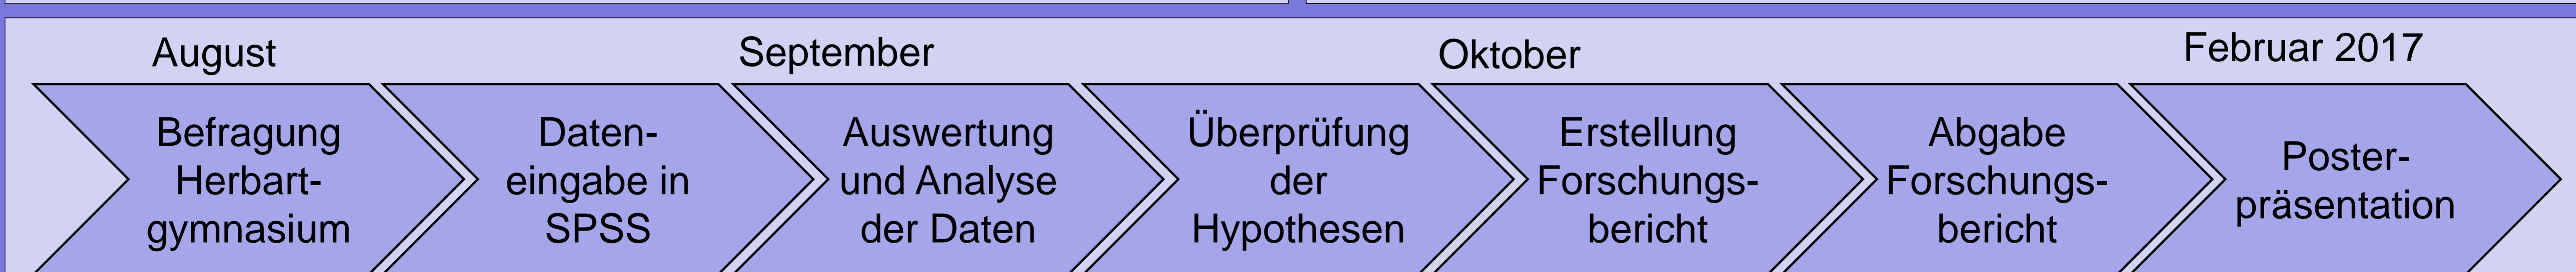 August
September
Oktober
Februar 2017
Befragung
Herbart-
gymnasium
Daten-
eingabe in
SPSS
Auswertung
und Analyse
der Daten
Überprüfung
der
Hypothesen
Erstellung
Forschungs-
bericht
Abgabe
Forschungs-
bericht
Poster-
präsentation